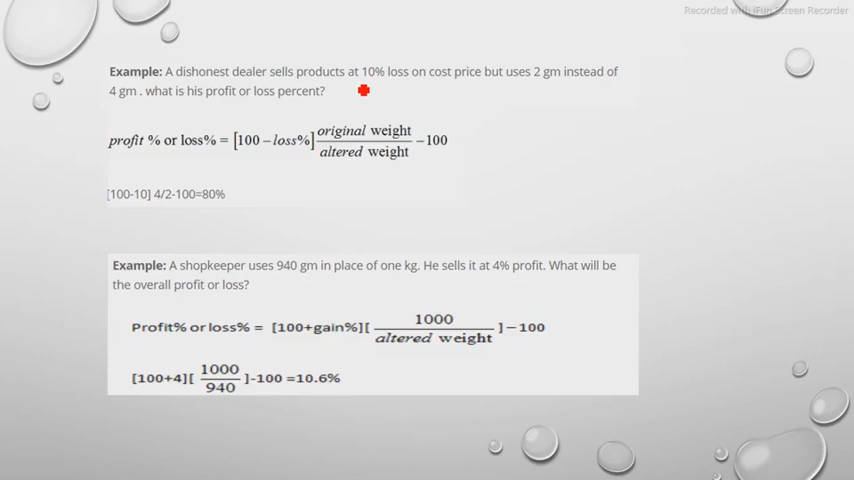 Recorded with iFun Screen Recorder
Example: A dishonest dealer sells products at 10% loss on cost price but uses 2 gm instead of
4 gm . what is his profit or loss percent?
profit % or loss% = [100 – loss%] original weight / altered weight – 100
[100-10] 4/2-100=80%
Example: A shopkeeper uses 940 gm in place of one kg. He sells it at 4% profit. What will be
the overall profit or loss?
Profit% or loss% = [100+gain%][ 1000 / altered weight ] – 100
[100+4][ 1000 / 940 ]-100 =10.6%